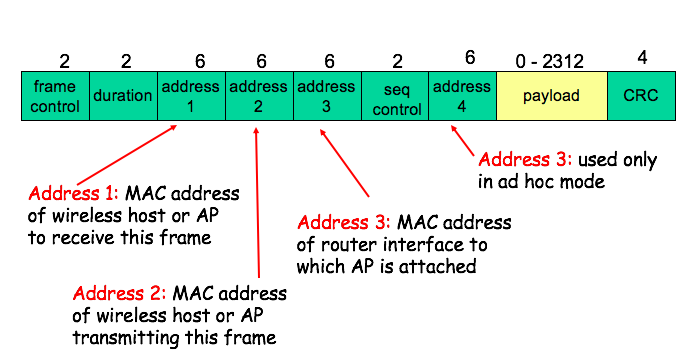 2 2 6 6 6 2 6 0 - 2312 4
frame control duration address 1 address 2 address 3 seq control address 4 payload CRC
Address 3: used only
in ad hoc mode
Address 1: MAC address
of wireless host or AP
to receive this frame
Address 3: MAC address
of router interface to
which AP is attached
Address 2: MAC address
of wireless host or AP
transmitting this frame